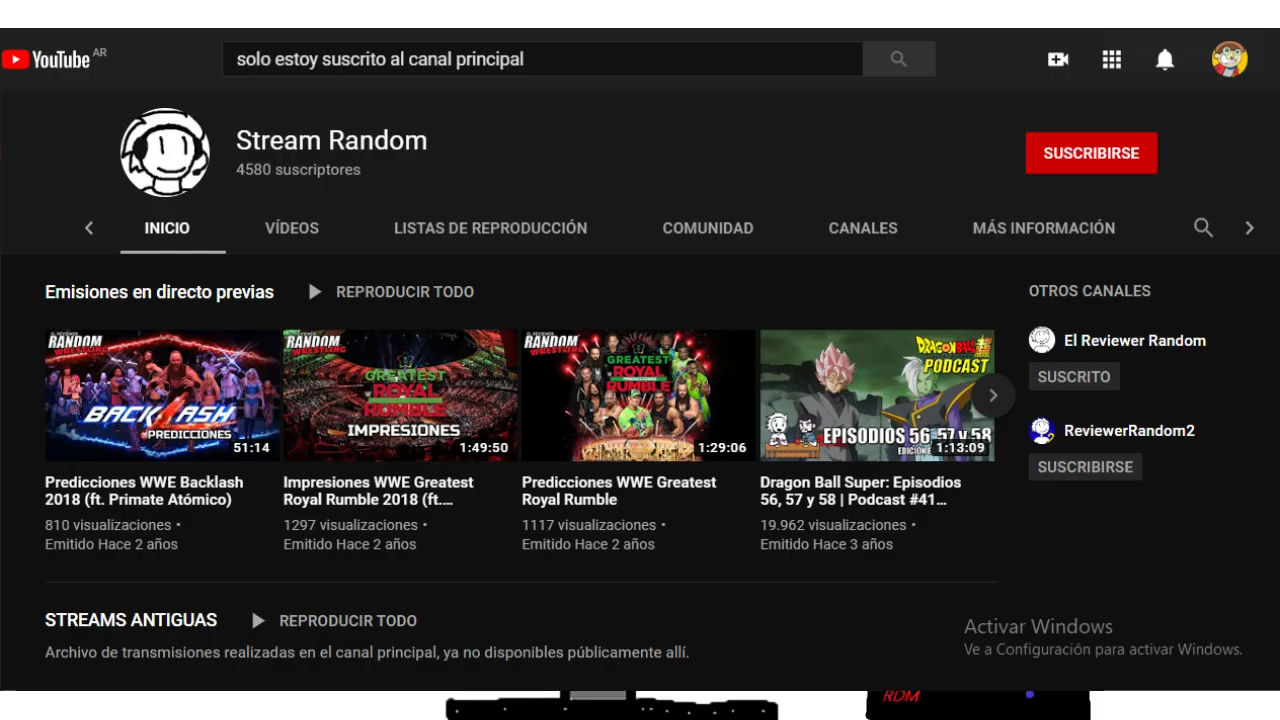 YouTube AR
solo estoy suscrito al canal principal
Stream Random
4580 suscriptores
SUSCRIBIRSE
INICIO
VÍDEOS
LISTAS DE REPRODUCCIÓN
COMUNIDAD
CANALES
MÁS INFORMACIÓN
Emisiones en directo previas
REPRODUCIR TODO
OTROS CANALES
El Reviewer Random
SUSCRITO
ReviewerRandom2
SUSCRIBIRSE
RANDOM
WRESTLING
BACKLASH
PREDICCIONES
51:14
Predicciones WWE Backlash
2018 (ft. Primate Atómico)
810 visualizaciones •
Emitido Hace 2 años
RANDOM
WRESTLING
GREATEST
ROYAL
RUMBLE
IMPRESIONES
1:49:50
Impresiones WWE Greatest
Royal Rumble 2018 (ft....
1297 visualizaciones •
Emitido Hace 2 años
RANDOM
WRESTLING
GREATEST
ROYAL
PREDICCIONES
RUMBLE
1:29:06
Predicciones WWE Greatest
Royal Rumble
1117 visualizaciones •
Emitido Hace 2 años
DRAGON BALL
PODCAST
EPISODIOS 56, 57 y 58
1:13:09
Dragon Ball Super: Episodios
56, 57 y 58 | Podcast #41...
19.962 visualizaciones •
Emitido Hace 3 años
STREAMS ANTIGUAS
REPRODUCIR TODO
Archivo de transmisiones realizadas en el canal principal, ya no disponibles públicamente allí.
Activar Windows
Ve a Configuración para activar Windows.
RDM